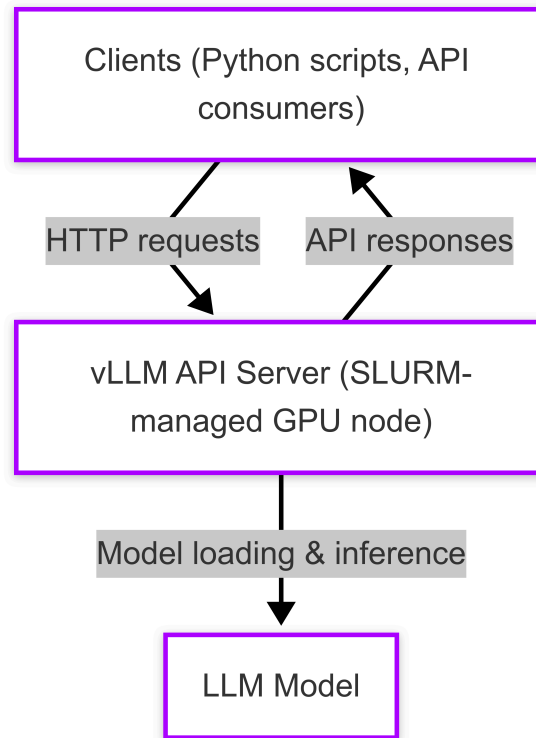 Clients (Python scripts, API
consumers)
HTTP requests
API responses
vLLM API Server (SLURM-
managed GPU node)
Model loading & inference
LLM Model